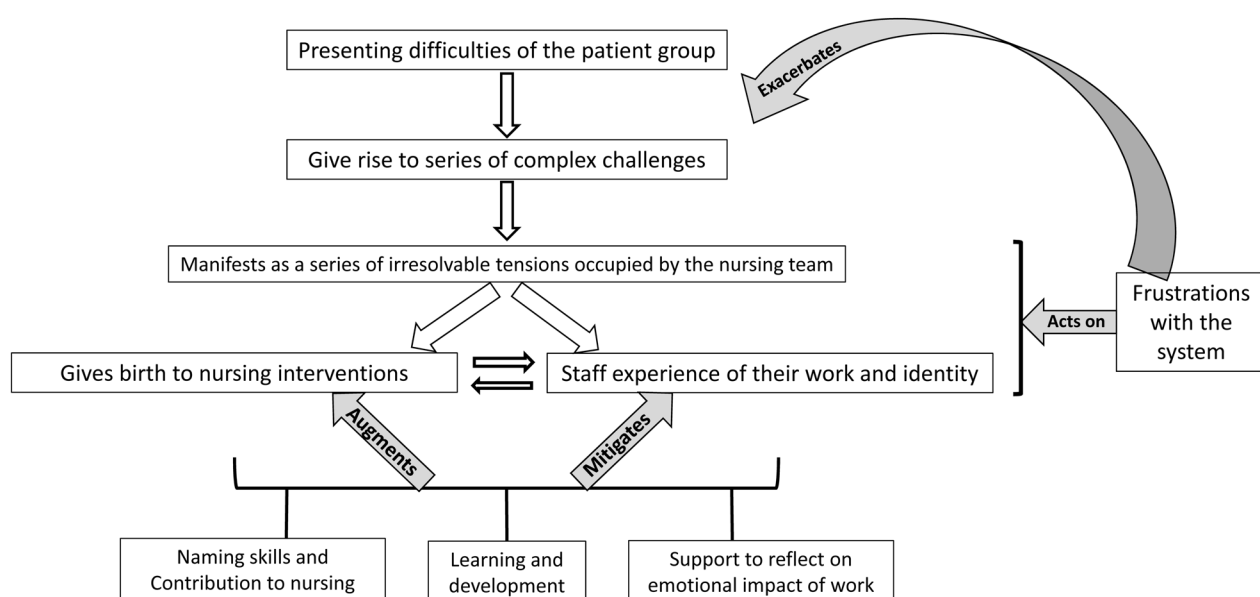 Presenting difficulties of the patient group
Exacerbates
Give rise to series of complex challenges
Manifests as a series of irresolvable tensions occupied by the nursing team
Frustrations
with the
system
Acts on
Gives birth to nursing interventions
Staff experience of their work and identity
Augments
Mitigates
Naming skills and
Contribution to nursing
Learning and
development
Support to reflect on
emotional impact of work